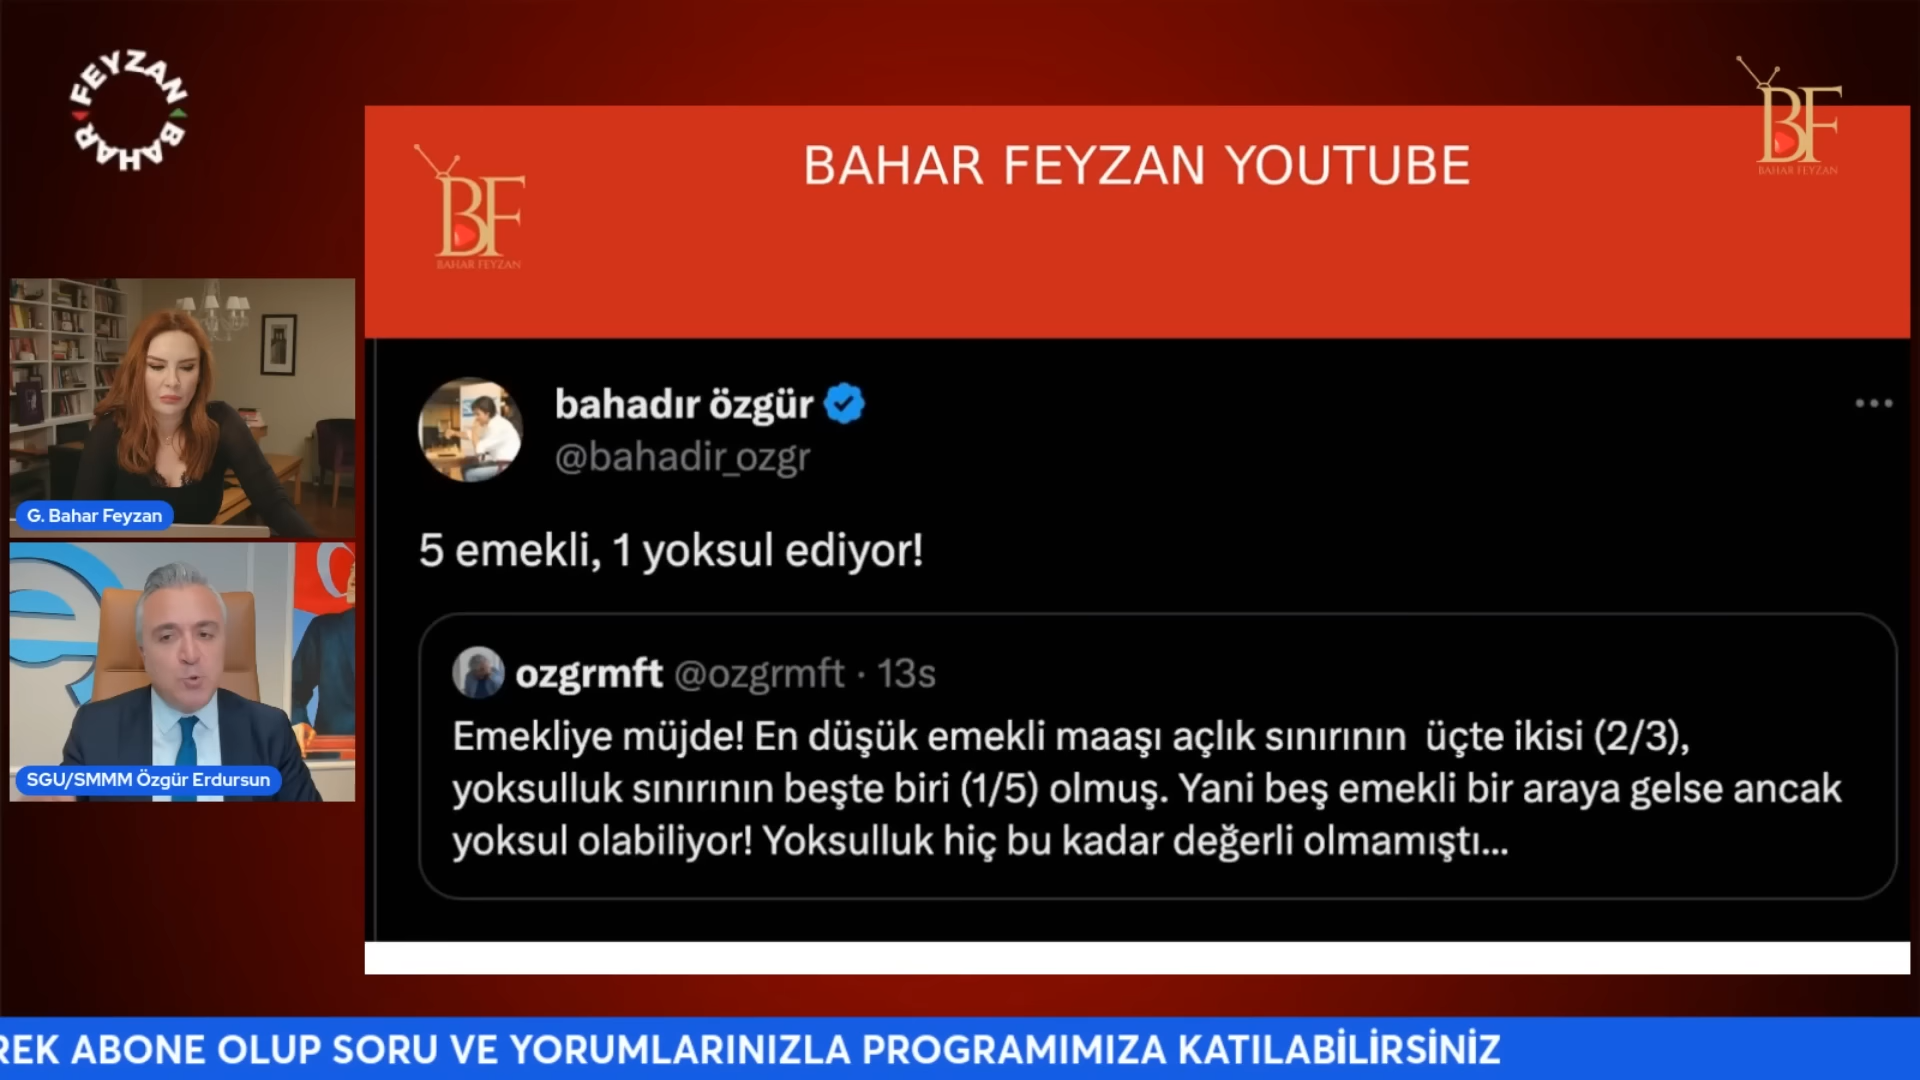 FEYZAN BAHAR
BF
BAHAR FEYZAN
BAHAR FEYZAN YOUTUBE
BF
BAHAR FEYZAN
bahadır özgür
@bahadir_ozgr
5 emekli, 1 yoksul ediyor!
ozgrmft @ozgrmft · 13s
Emekliye müjde! En düşük emekli maaşı açlık sınırının üçte ikisi (2/3),
yoksulluk sınırının beşte biri (1/5) olmuş. Yani beş emekli bir araya gelse ancak
yoksul olabiliyor! Yoksulluk hiç bu kadar değerli olmamıştı...
G. Bahar Feyzan
SGU/SMMM Özgür Erdursun
REK ABONE OLUP SORU VE YORUMLARINIZLA PROGRAMIMIZA KATILABİLİRSİNİZ